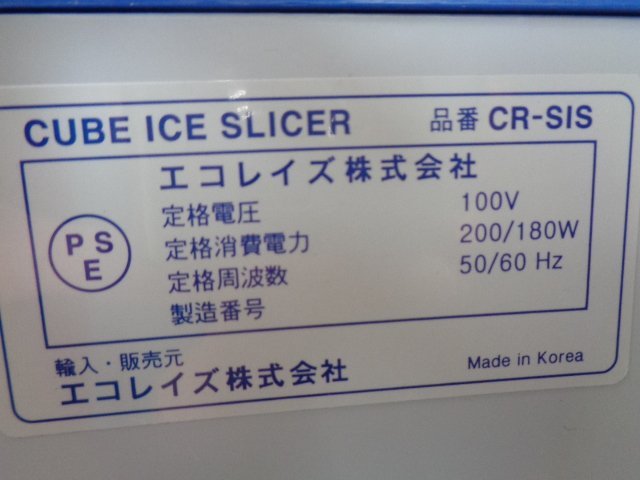 CUBE ICE SLICER 品番 CR-SIS
エコレイズ株式会社
PSE
定格電圧 100V
定格消費電力 200/180W
定格周波数 50/60 Hz
製造番号
輸入・販売元
エコレイズ株式会社
Made in Korea